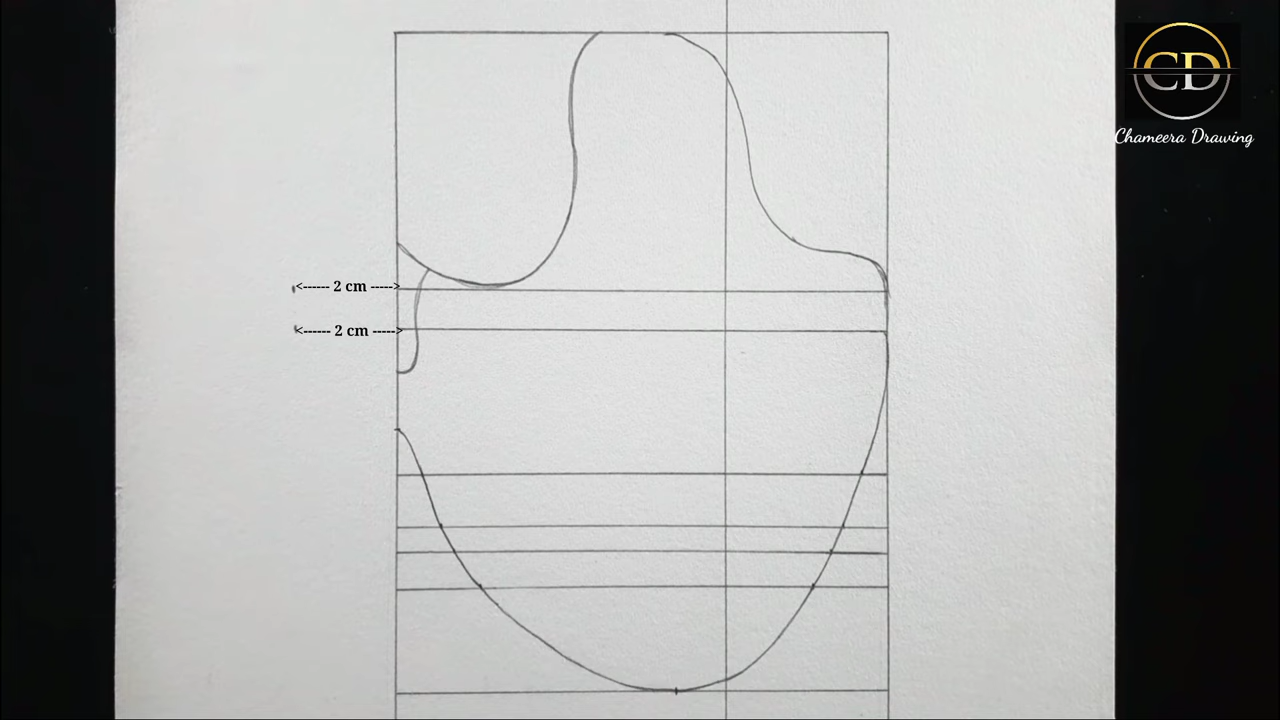 CD
Chameera Drawing
<------ 2 cm ----->
<------ 2 cm ----->